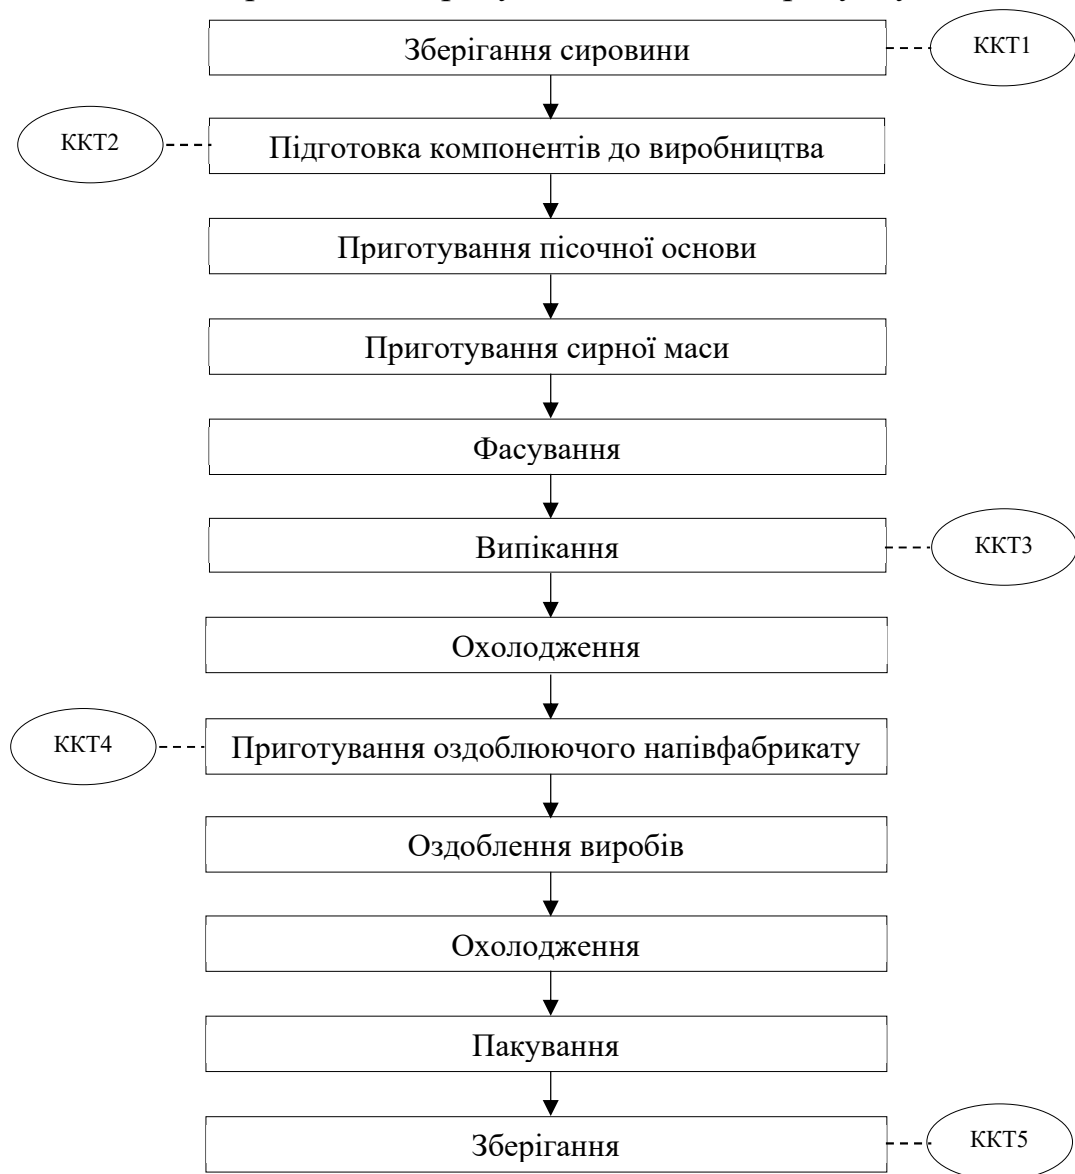 Зберігання сировини
ККТ1
ККТ2
Підготовка компонентів до виробництва
Приготування пісочної основи
Приготування сирної маси
Фасування
Випікання
ККТ3
Охолодження
ККТ4
Приготування оздоблюючого напівфабрикату
Оздоблення виробів
Охолодження
Пакування
Зберігання
ККТ5